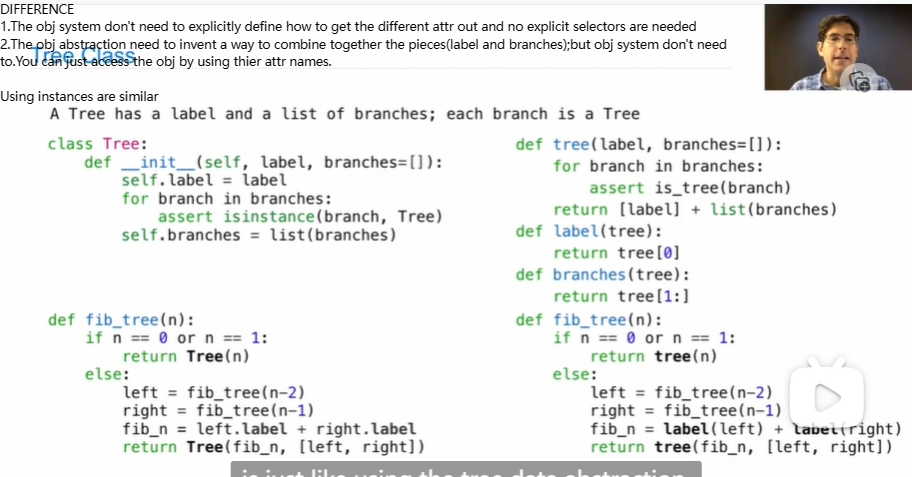 DIFFERENCE
1.The obj system don't need to explicitly define how to get the different attr out and no explicit selectors are needed
2.The obj abstraction need to invent a way to combine together the pieces(label and branches);but obj system don't need
to.You can just access the obj by using thier attr names.
Tree Class
Using instances are similar
A Tree has a label and a list of branches; each branch is a Tree
class Tree:
def __init__(self, label, branches=[]):
self.label = label
for branch in branches:
assert isinstance(branch, Tree)
self.branches = list(branches)
def fib_tree(n):
if n == 0 or n == 1:
return Tree(n)
else:
left = fib_tree(n-2)
right = fib_tree(n-1)
fib_n = left.label + right.label
return Tree(fib_n, [left, right])
def tree(label, branches=[]):
for branch in branches:
assert is_tree(branch)
return [label] + list(branches)
def label(tree):
return tree[0]
def branches(tree):
return tree[1:]
def fib_tree(n):
if n == 0 or n == 1:
return tree(n)
else:
left = fib_tree(n-2)
right = fib_tree(n-1)
fib_n = label(left) + label(right)
return tree(fib_n, [left, right])
is just like using the tree data abstraction